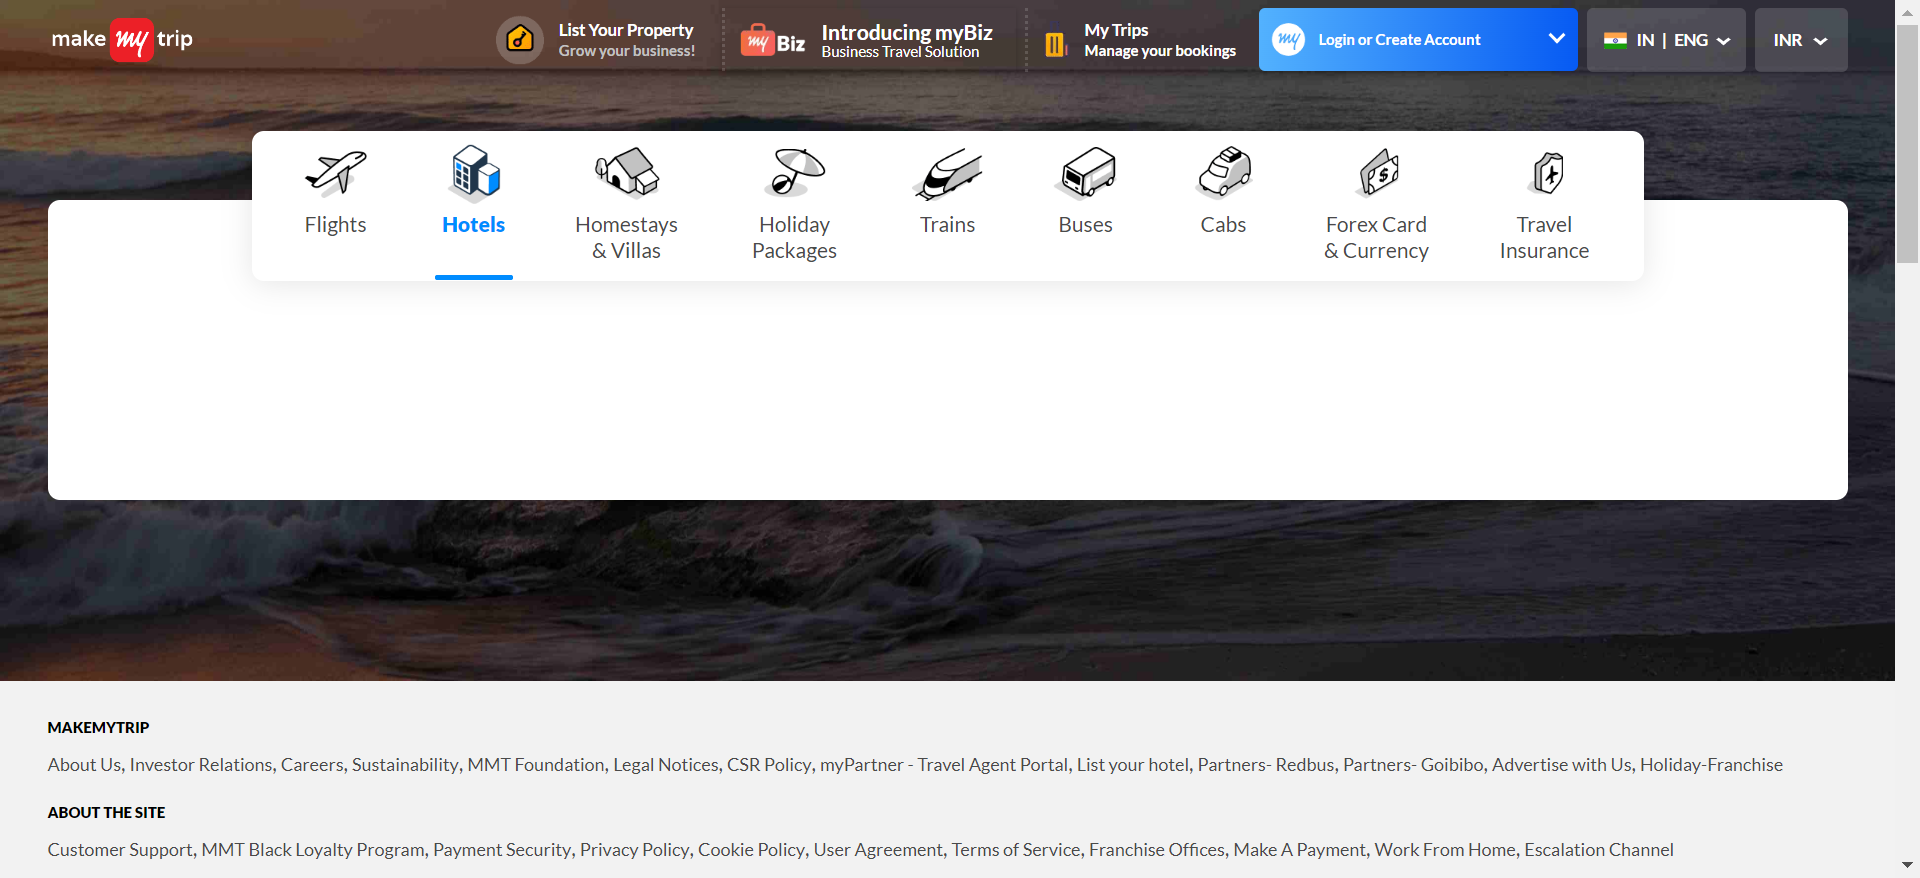 make my trip
List Your Property
Grow your business!
my Biz
Introducing myBiz
Business Travel Solution
My Trips
Manage your bookings
my
Login or Create Account
IN | ENG
INR
Flights
Hotels
Homestays
& Villas
Holiday
Packages
Trains
Buses
Cabs
Forex Card
& Currency
Travel
Insurance
MAKEMYTRIP
About Us, Investor Relations, Careers, Sustainability, MMT Foundation, Legal Notices, CSR Policy, myPartner - Travel Agent Portal, List your hotel, Partners- Redbus, Partners- Goibibo, Advertise with Us, Holiday-Franchise
ABOUT THE SITE
Customer Support, MMT Black Loyalty Program, Payment Security, Privacy Policy, Cookie Policy, User Agreement, Terms of Service, Franchise Offices, Make A Payment, Work From Home, Escalation Channel